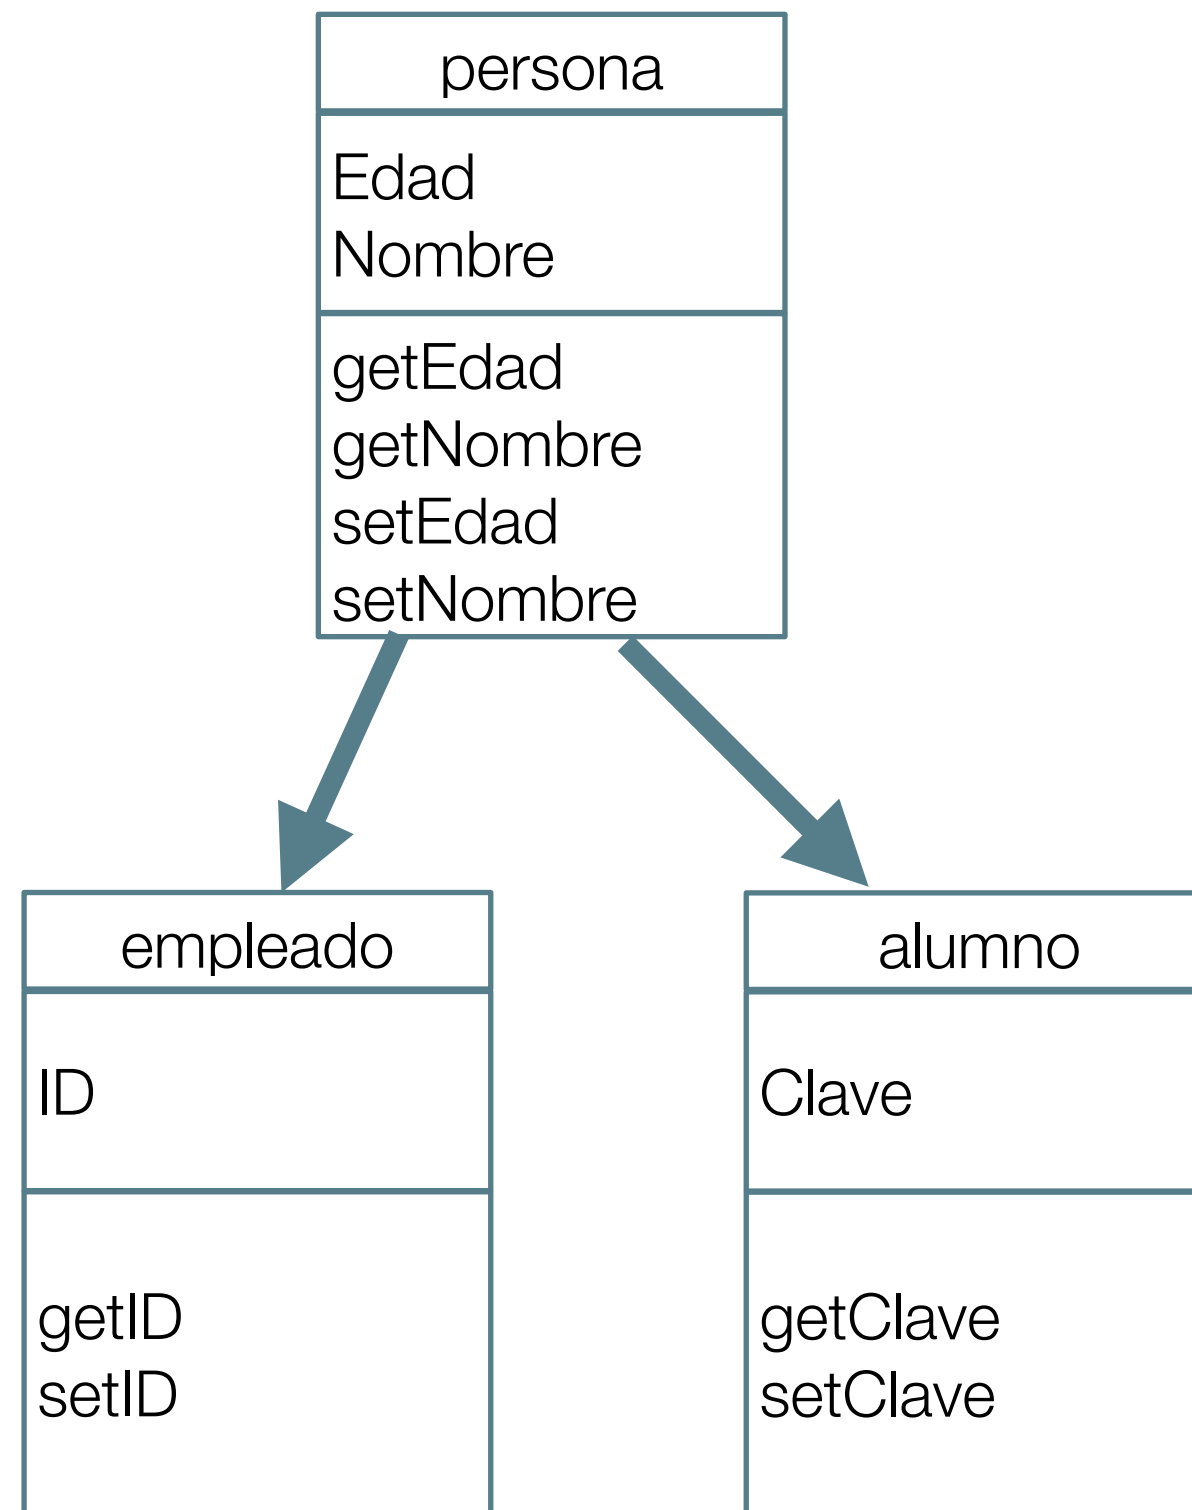 persona
Edad
Nombre
getEdad
getNombre
setEdad
setNombre
empleado
ID
getID
setID
alumno
Clave
getClave
setClave